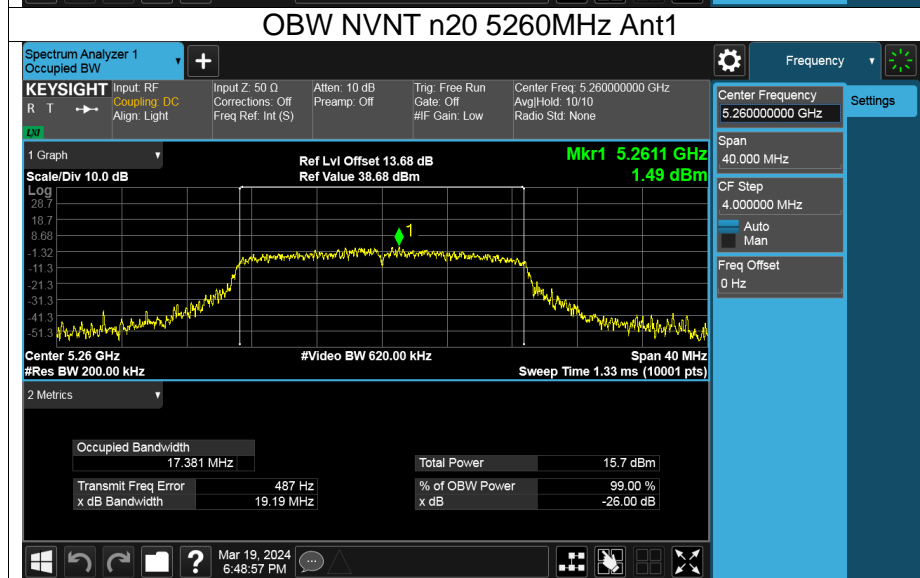 OBW NVNT n20 5260MHz Ant1
Spectrum Analyzer 1
Occupied BW
+
Frequency
KEYSIGHT
R T
LXI
Input: RF
Coupling: DC
Align: Light
Input Z: 50 Ω
Corrections: Off
Freq Ref: Int (S)
Atten: 10 dB
Preamp: Off
Trig: Free Run
Gate: Off
#IF Gain: Low
Center Freq: 5.260000000 GHz
Avg|Hold: 10/10
Radio Std: None
Center Frequency
5.260000000 GHz
Settings
Span
40.000 MHz
CF Step
4.000000 MHz
Auto
Man
Freq Offset
0 Hz
1 Graph
Scale/Div 10.0 dB
Ref Lvl Offset 13.68 dB
Ref Value 38.68 dBm
Mkr1 5.2611 GHz
1.49 dBm
Log
28.7
18.7
8.68
-1.32
-11.3
-21.3
-31.3
-41.3
-51.3
1
Center 5.26 GHz
#Res BW 200.00 kHz
#Video BW 620.00 kHz
Span 40 MHz
Sweep Time 1.33 ms (10001 pts)
2 Metrics
Occupied Bandwidth
17.381 MHz
Total Power 15.7 dBm
Transmit Freq Error 487 Hz
% of OBW Power 99.00 %
x dB Bandwidth 19.19 MHz
x dB -26.00 dB
?
Mar 19, 2024
6:48:57 PM